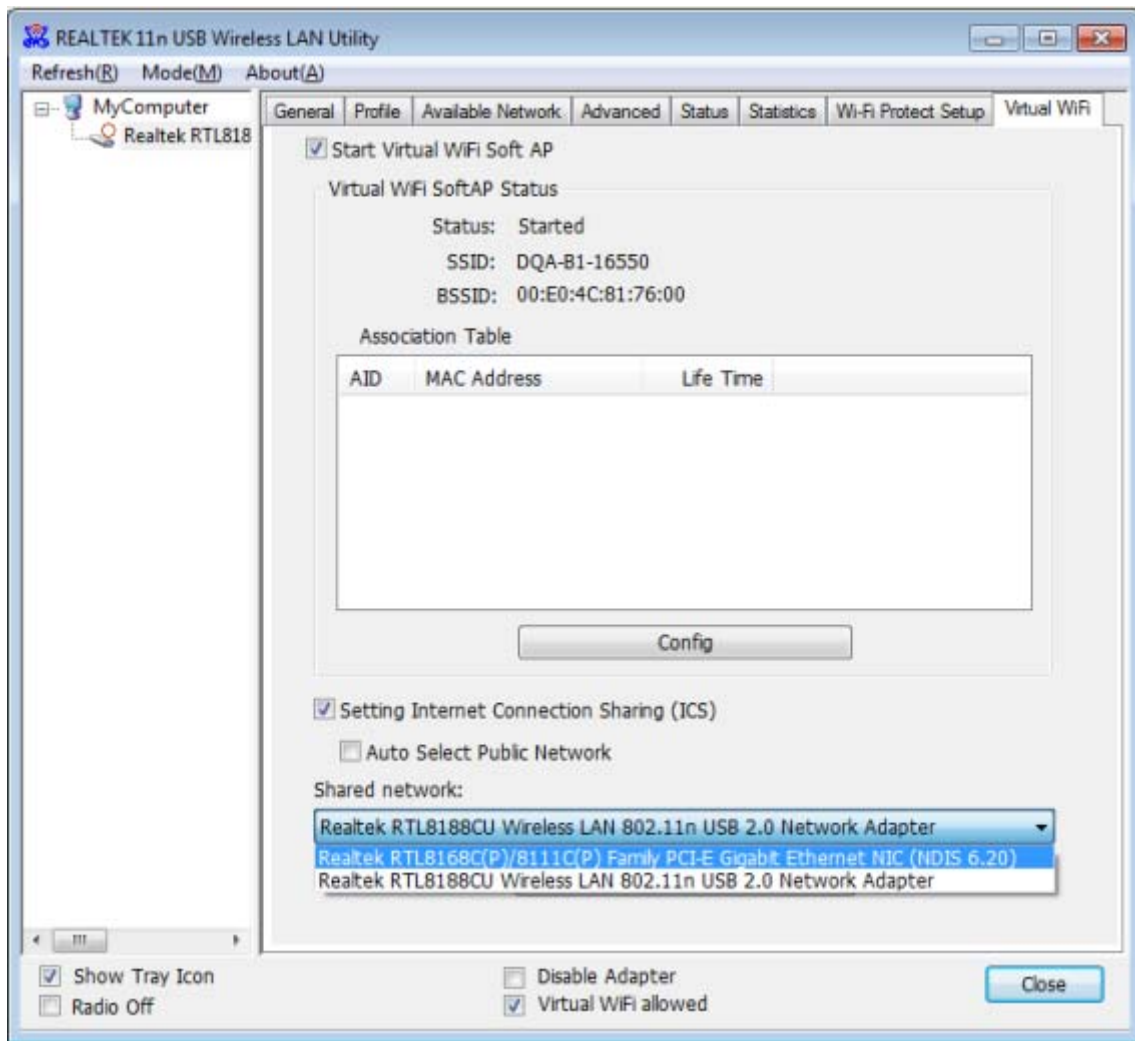 REALTEK 11n USB Wireless LAN Utility
Refresh(R) Mode(M) About(A)
MyComputer
Realtek RTL818
General Profile Available Network Advanced Status Statistics Wi-Fi Protect Setup Virtual WiFi
Start Virtual WiFi Soft AP
Virtual WiFi SoftAP Status
Status: Started
SSID: DQA-B1-16550
BSSID: 00:E0:4C:81:76:00
Association Table
AID MAC Address Life Time
Config
Setting Internet Connection Sharing (ICS)
Auto Select Public Network
Shared network:
Realtek RTL8188CU Wireless LAN 802.11n USB 2.0 Network Adapter
Realtek RTL8168C(P)/8111C(P) Family PCI-E Gigabit Ethernet NIC (NDIS 6.20)
Realtek RTL8188CU Wireless LAN 802.11n USB 2.0 Network Adapter
Show Tray Icon Disable Adapter Close
Radio Off Virtual WiFi allowed